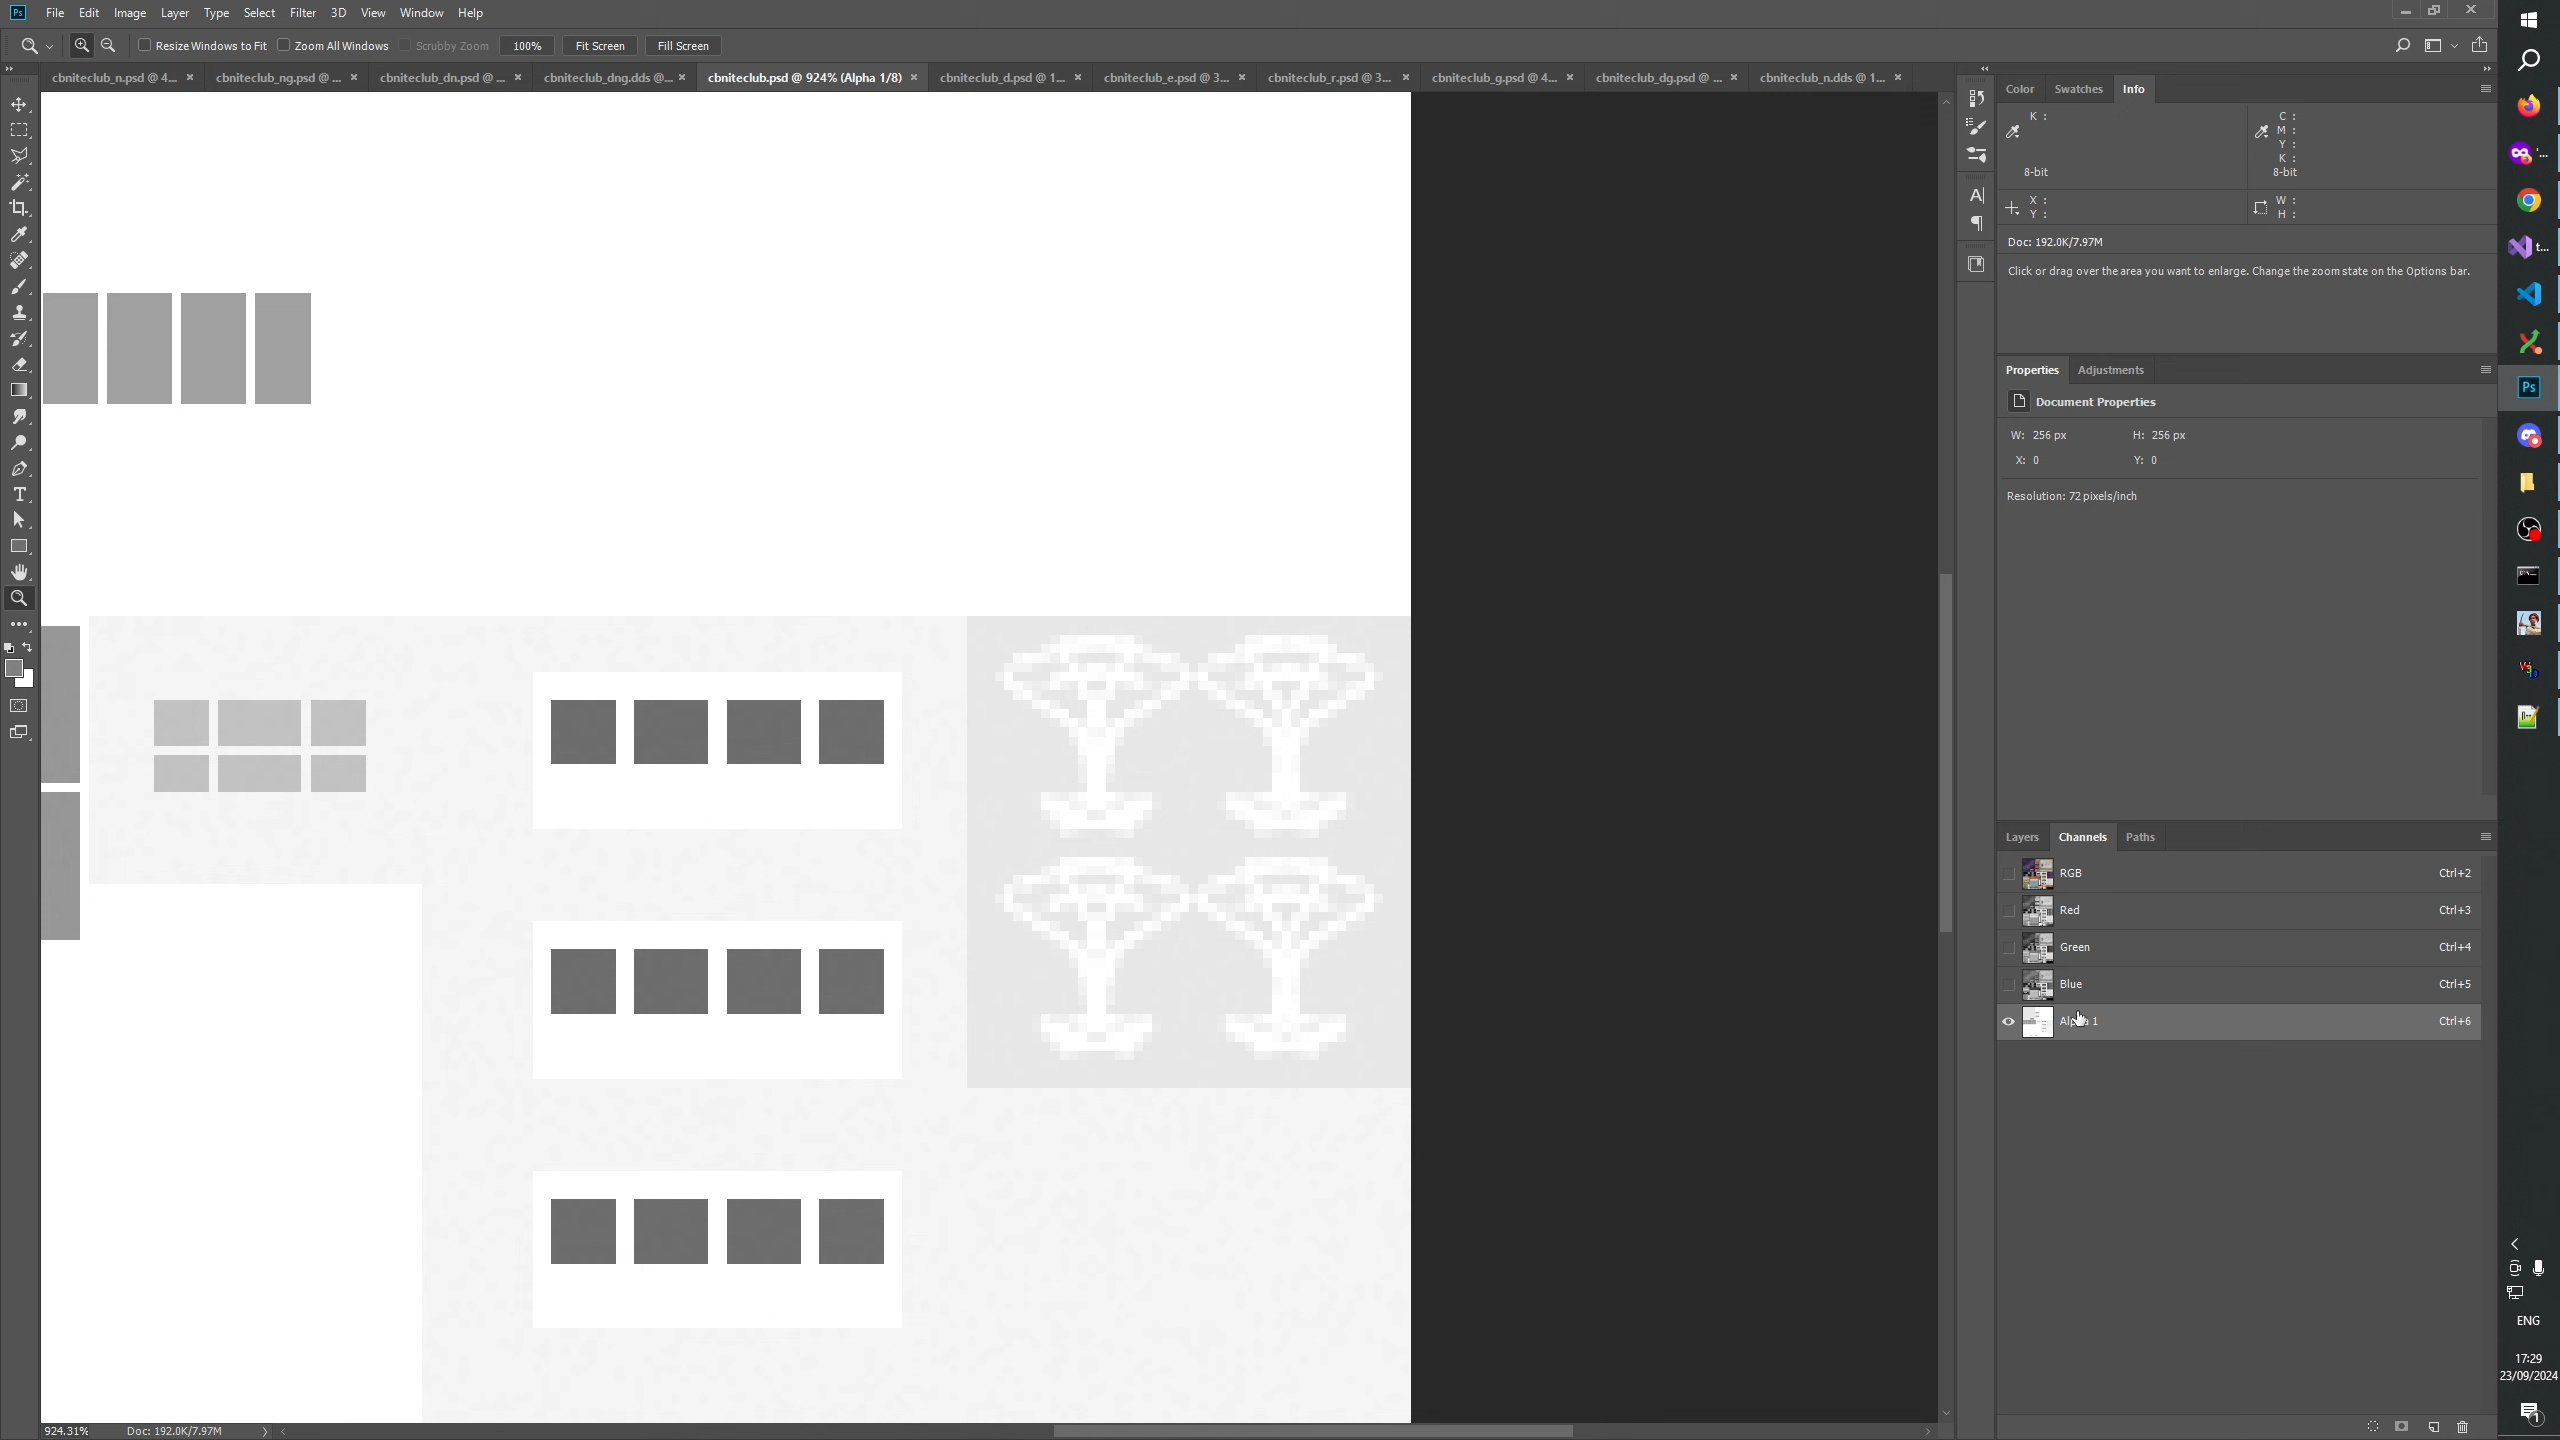 Ps File Edit Image Layer Type Select Filter 3D View Window Help
Resize Windows to Fit Zoom All Windows Scrubby Zoom 100% Fit Screen Fill Screen
cbniteclub_n.psd @ 4... × cbniteclub_ng.psd @ ... × cbniteclub_dn.psd @ ... × cbniteclub_dng.dds @... × cbniteclub.psd @ 924% (Alpha 1/8) × cbniteclub_d.psd @ 1... × cbniteclub_e.psd @ 3... × cbniteclub_r.psd @ 3... × cbniteclub_g.psd @ 4... × cbniteclub_dg.psd @ ... × cbniteclub_n.dds @ 1... ×
Color Swatches Info
K :
8-bit
C :
M :
Y :
K :
8-bit
X :
Y :
W :
H :
Doc: 192.0K/7.97M
Click or drag over the area you want to enlarge. Change the zoom state on the Options bar.
Properties Adjustments
Document Properties
W: 256 px H: 256 px
X: 0 Y: 0
Resolution: 72 pixels/inch
Layers Channels Paths
RGB Ctrl+2
Red Ctrl+3
Green Ctrl+4
Blue Ctrl+5
Alpha 1 Ctrl+6
924.31% Doc: 192.0K/7.97M
'...
t...
Ps
ENG
17:29
23/09/2024
1